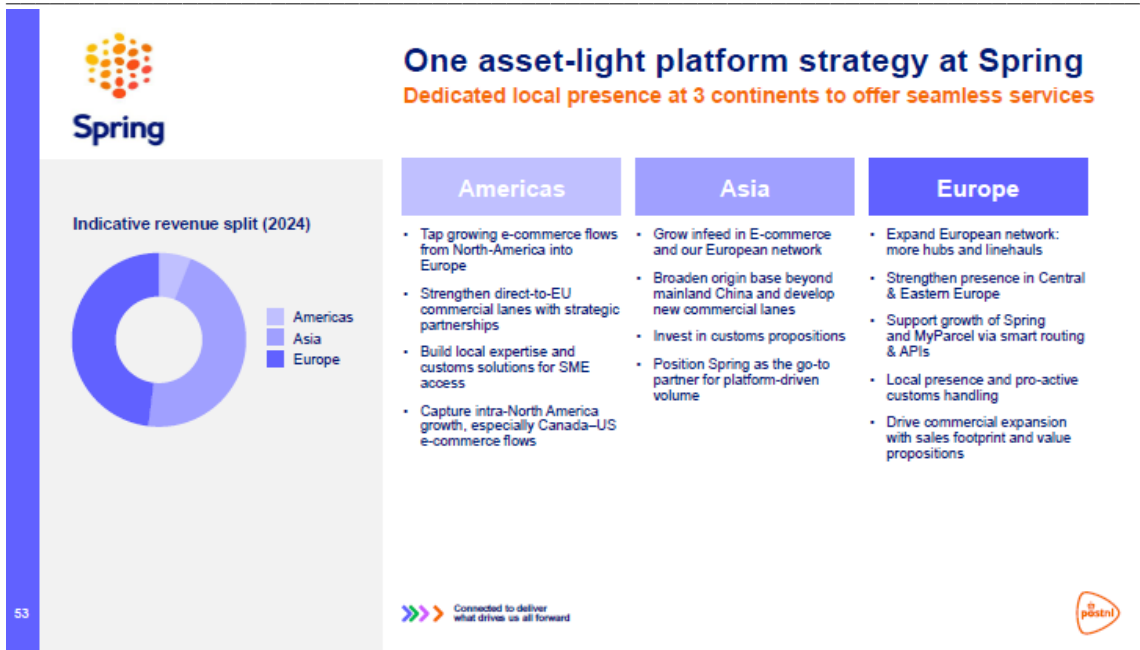 Spring
One asset-light platform strategy at Spring
Dedicated local presence at 3 continents to offer seamless services
Indicative revenue split (2024)
Americas
Asia
Europe
Americas
• Tap growing e-commerce flows
from North-America into
Europe
• Strengthen direct-to-EU
commercial lanes with strategic
partnerships
• Build local expertise and
customs solutions for SME
access
• Capture intra-North America
growth, especially Canada–US
e-commerce flows
Asia
• Grow infeed in E-commerce
and our European network
• Broaden origin base beyond
mainland China and develop
new commercial lanes
• Invest in customs propositions
• Position Spring as the go-to
partner for platform-driven
volume
Europe
• Expand European network:
more hubs and linehauls
• Strengthen presence in Central
& Eastern Europe
• Support growth of Spring
and MyParcel via smart routing
& APIs
• Local presence and pro-active
customs handling
• Drive commercial expansion
with sales footprint and value
propositions
53
Connected to deliver
what drives us all forward
postnl